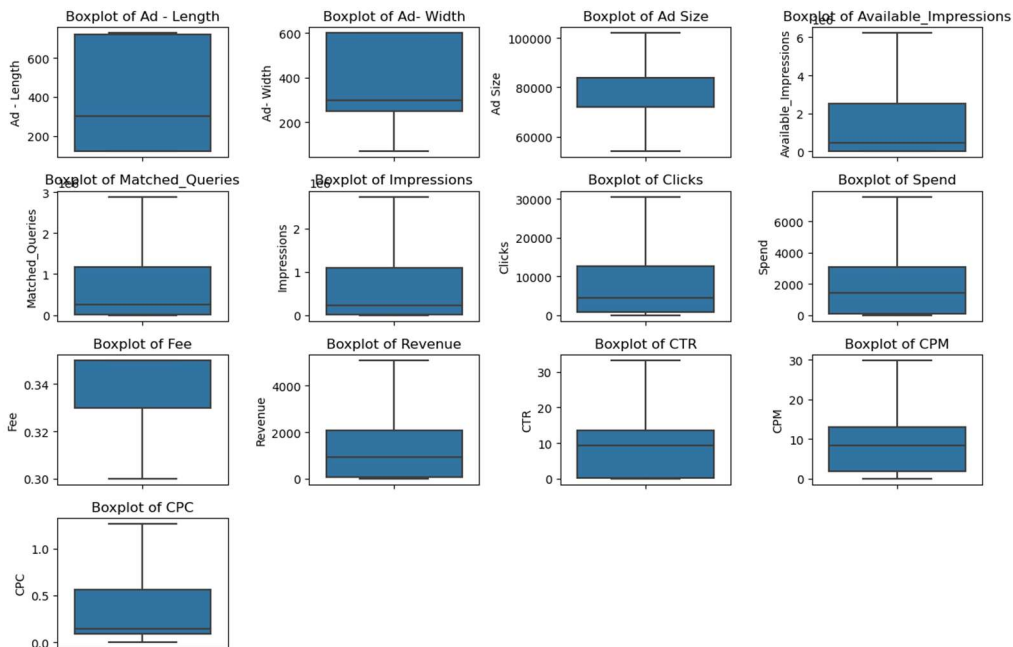 Boxplot of Ad - Length
Ad - Length
600
400
200
Boxplot of Ad- Width
Ad- Width
600
400
200
Boxplot of Ad Size
Ad Size
100000
80000
60000
Boxplot of Available_Impressions
1e6
Available_Impressions
6
4
2
0
Boxplot of Matched_Queries
1e6
Matched_Queries
3
2
1
0
Boxplot of Impressions
1e6
Impressions
2
1
0
Boxplot of Clicks
Clicks
30000
20000
10000
0
Boxplot of Spend
Spend
6000
4000
2000
0
Boxplot of Fee
Fee
0.34
0.32
0.30
Boxplot of Revenue
Revenue
4000
2000
0
Boxplot of CTR
CTR
30
20
10
0
Boxplot of CPM
CPM
30
20
10
0
Boxplot of CPC
CPC
1.0
0.5
0.0